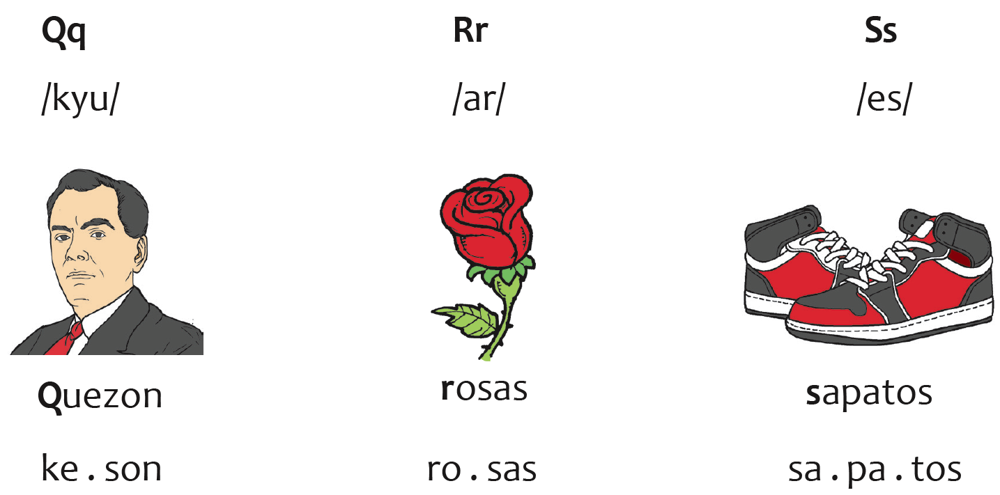 Qq Rr Ss
/kyu/ /ar/ /es/
Quezon rosas sapatos
ke . son ro . sas sa . pa . tos